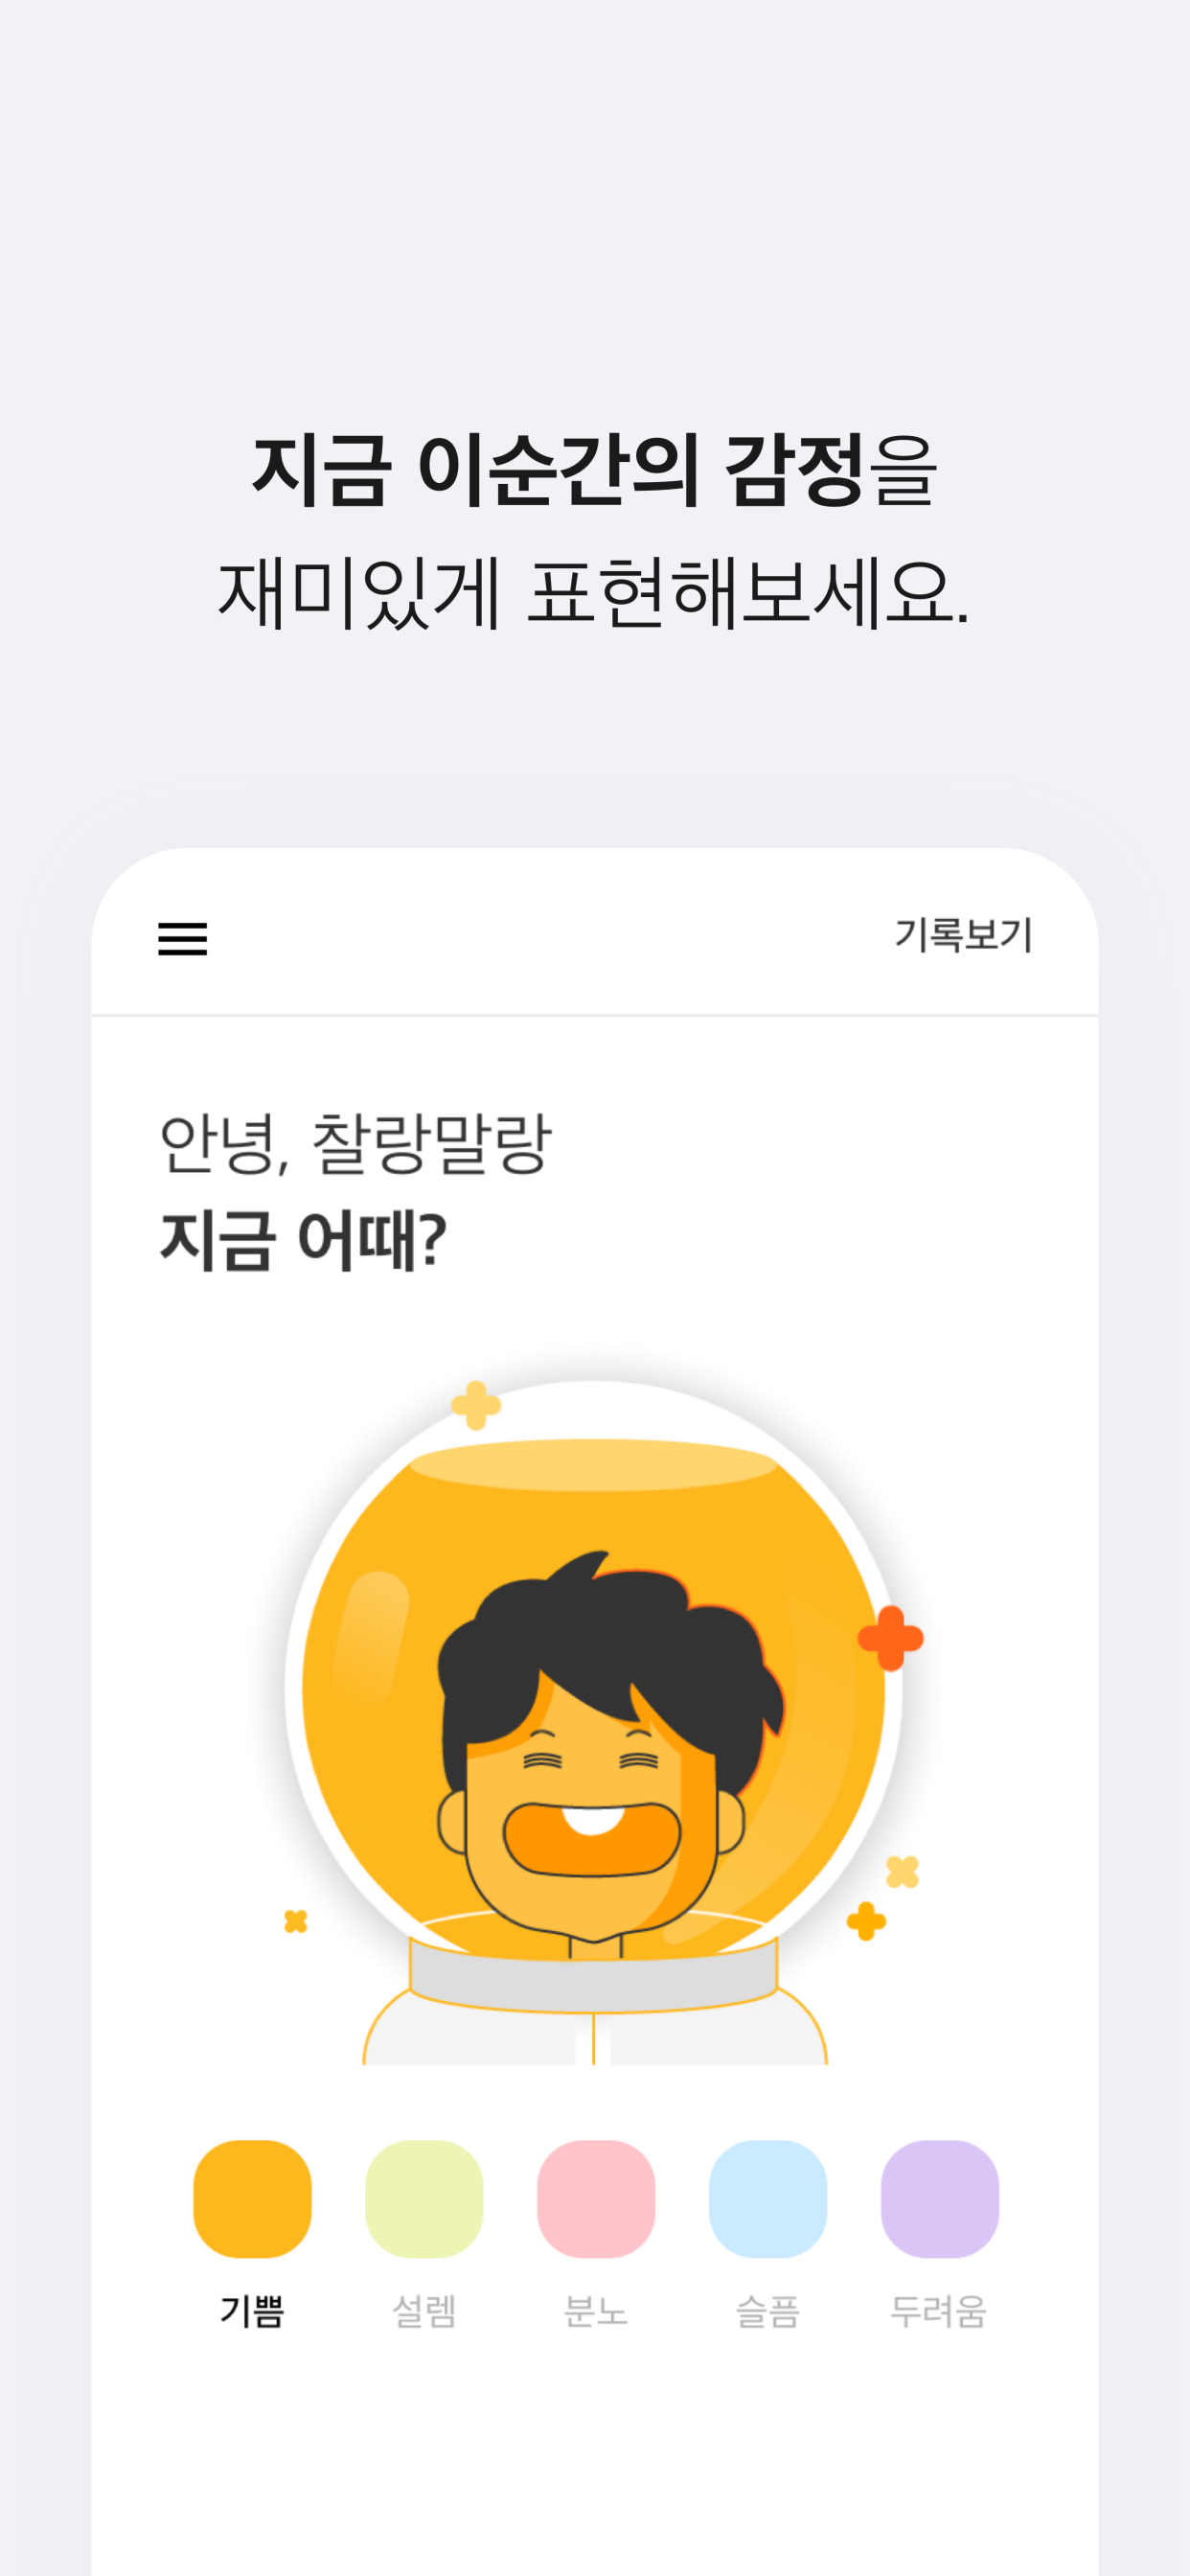 지금 이순간의 감정을
재미있게 표현해보세요.
기록보기
안녕, 찰랑말랑
지금 어때?
기쁨 설렘 분노 슬픔 두려움